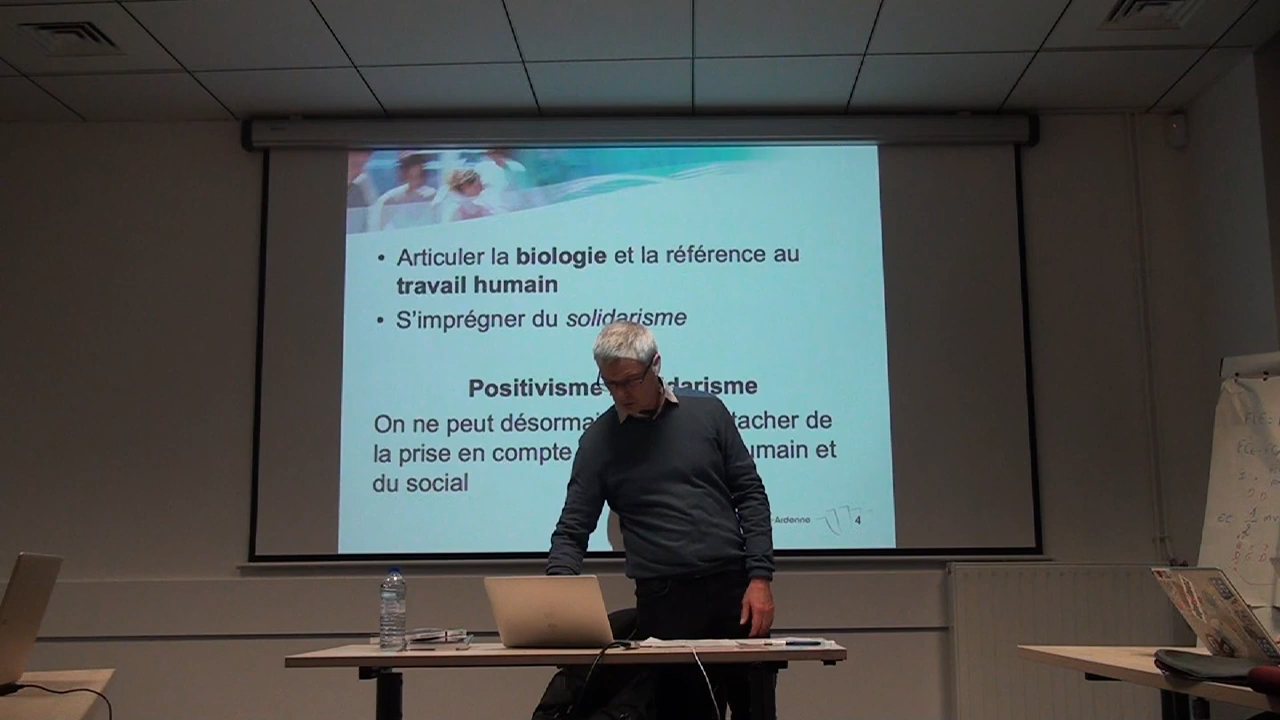 • Articuler la biologie et la référence au
travail humain
• S'imprégner du solidarisme
Positivisme
On ne peut désormai tacher de
la prise en compte umain et
du social
-Ardenne 4